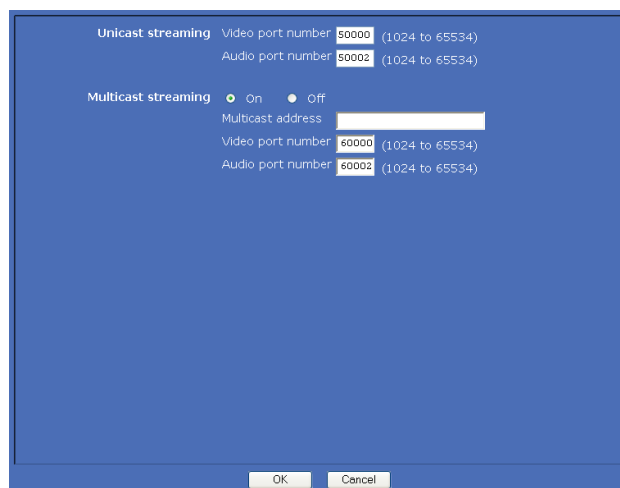 Unicast streaming Video port number 50000 (1024 to 65534)
Audio port number 50002 (1024 to 65534)
Multicast streaming On Off
Multicast address
Video port number 60000 (1024 to 65534)
Audio port number 60002 (1024 to 65534)
OK Cancel